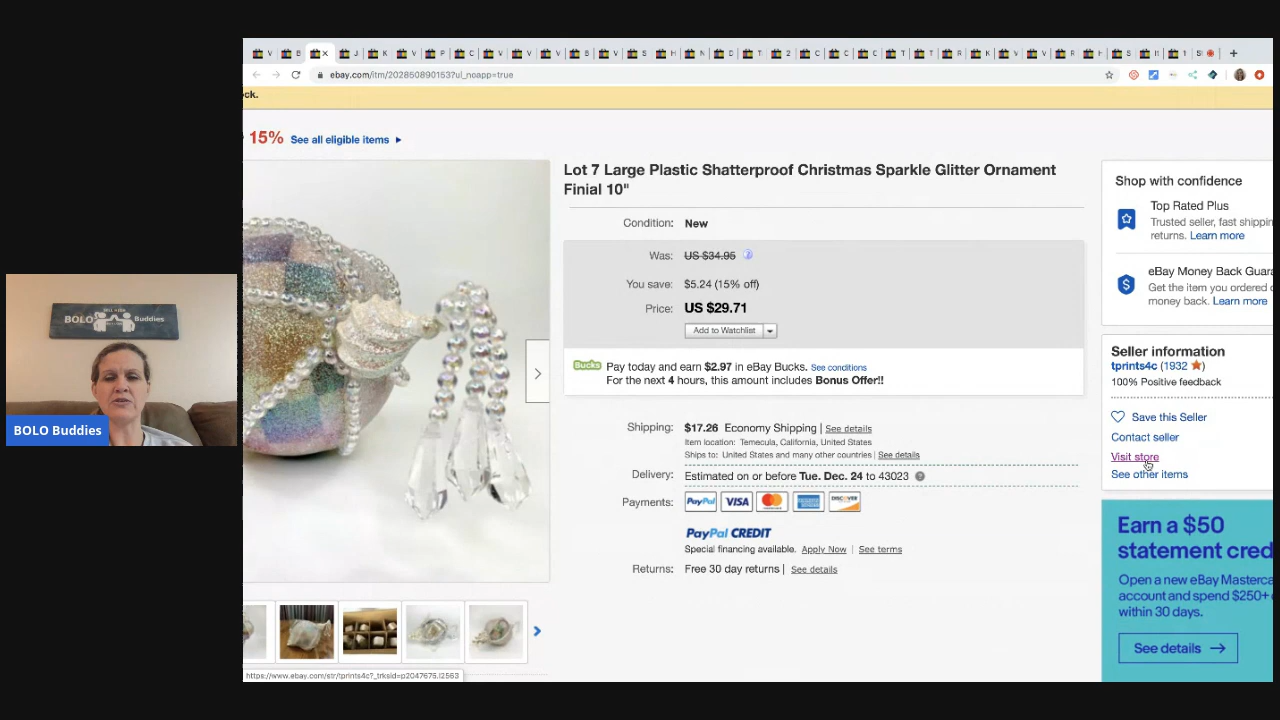 ebay.com/itm/202850890153?ul_noapp=true
ck.
15% See all eligible items
Lot 7 Large Plastic Shatterproof Christmas Sparkle Glitter Ornament
Finial 10"
Condition: New
Was: US $34.95
You save: $5.24 (15% off)
Price: US $29.71
Add to Watchlist
Bucks Pay today and earn $2.97 in eBay Bucks. See conditions
For the next 4 hours, this amount includes Bonus Offer!!
Shipping: $17.26 Economy Shipping | See details
Item location: Temecula, California, United States
Ships to: United States and many other countries | See details
Delivery: Estimated on or before Tue. Dec. 24 to 43023
Payments: PayPal VISA MasterCard DISCOVER
PayPal CREDIT
Special financing available. Apply Now | See terms
Returns: Free 30 day returns | See details
Shop with confidence
Top Rated Plus
Trusted seller, fast shippin
returns. Learn more
eBay Money Back Guara
Get the item you ordered
money back. Learn more
Seller information
tprints4c (1932)
100% Positive feedback
Save this Seller
Contact seller
Visit store
See other items
Earn a $50
statement cred
Open a new eBay Masterca
account and spend $250+
within 30 days.
See details
https://www.ebay.com/str/tprints4c?_trksid=p2047675.l2563
BOLO Buddies
BOLO Buddies